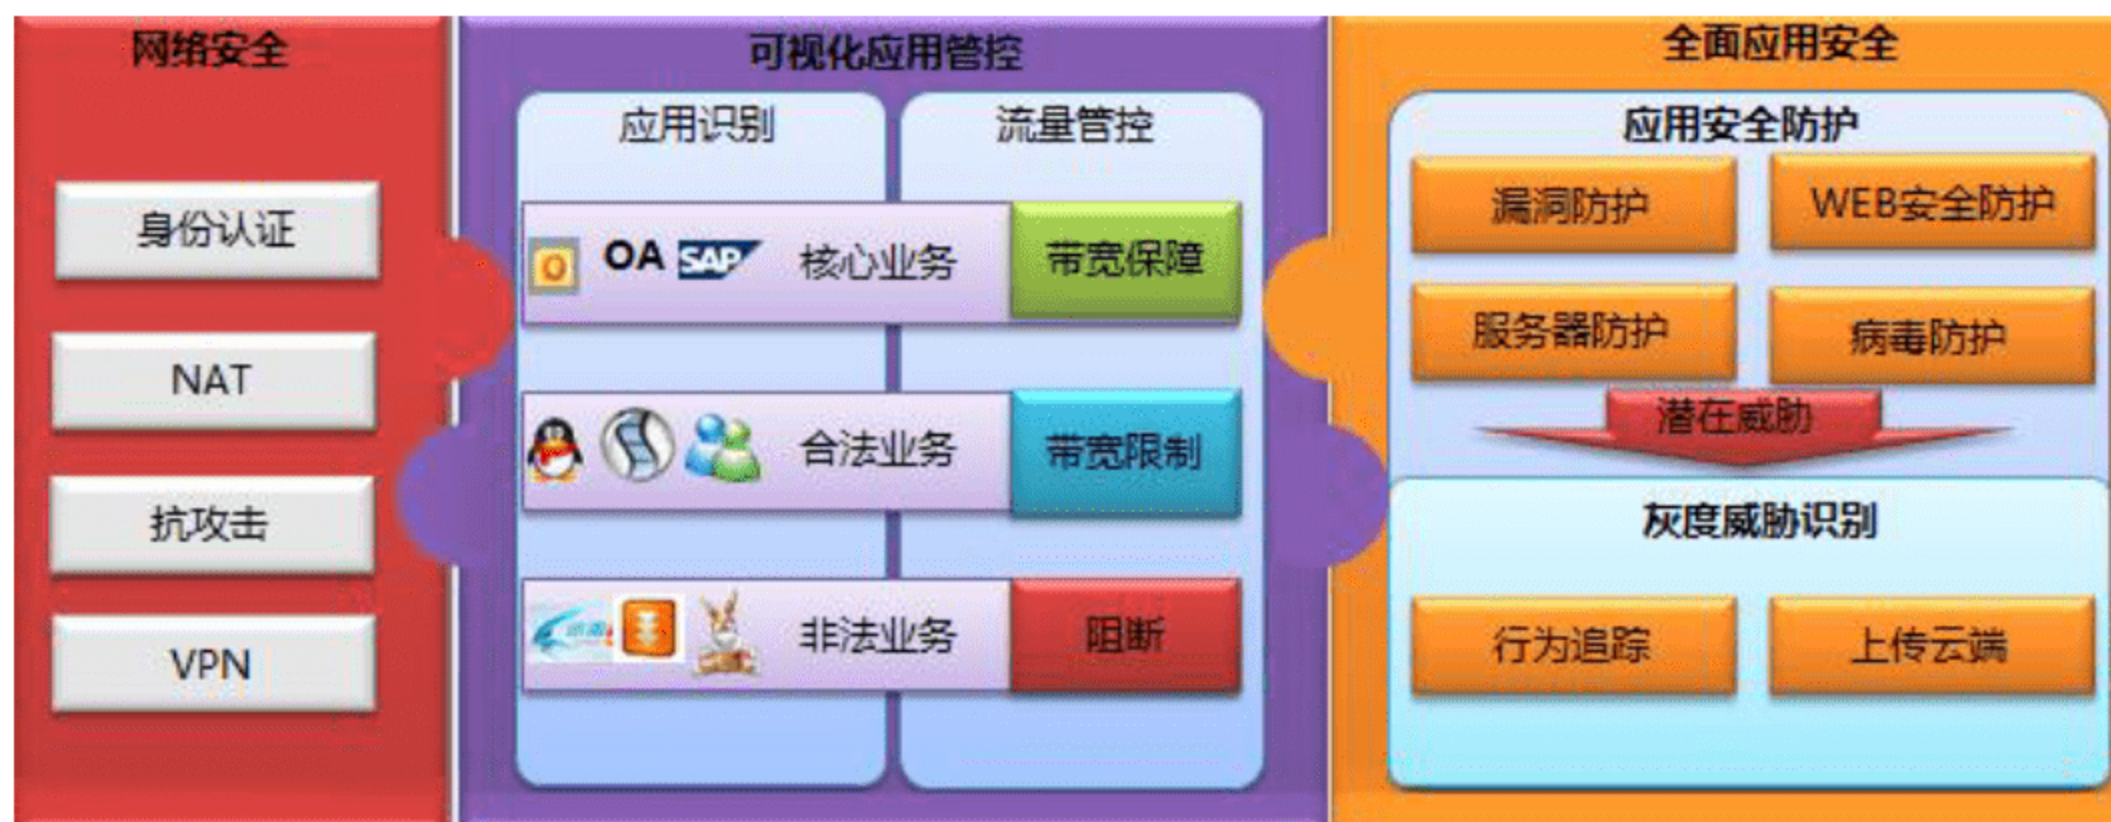 网络安全
身份认证
NAT
抗攻击
VPN
可视化应用管控
应用识别
流量管控
O OA SAP 核心业务 带宽保障
合法业务 带宽限制
非法业务 阻断
全面应用安全
应用安全防护
漏洞防护 WEB安全防护
服务器防护 病毒防护
潜在威胁
灰度威胁识别
行为追踪 上传云端